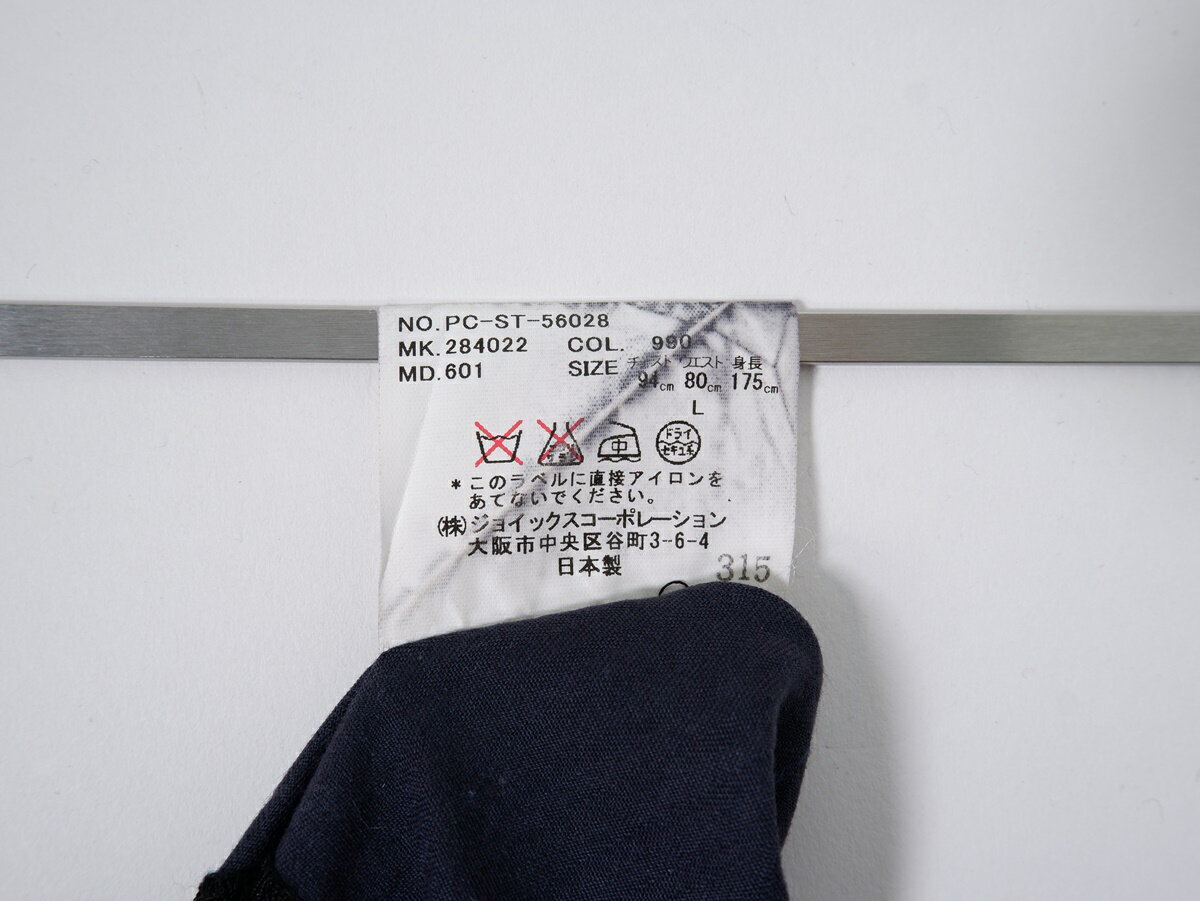 NO.PC-ST-56028
MK.284022 COL. 990
MD.601 SIZE チェスト ウエスト 身長
94cm 80cm 175cm
L
中 ドライ セキユ系
*このラベルに直接アイロンを
あてないでください。
(株)ジョイックスコーポレーション
大阪市中央区谷町3-6-4
日本製
315